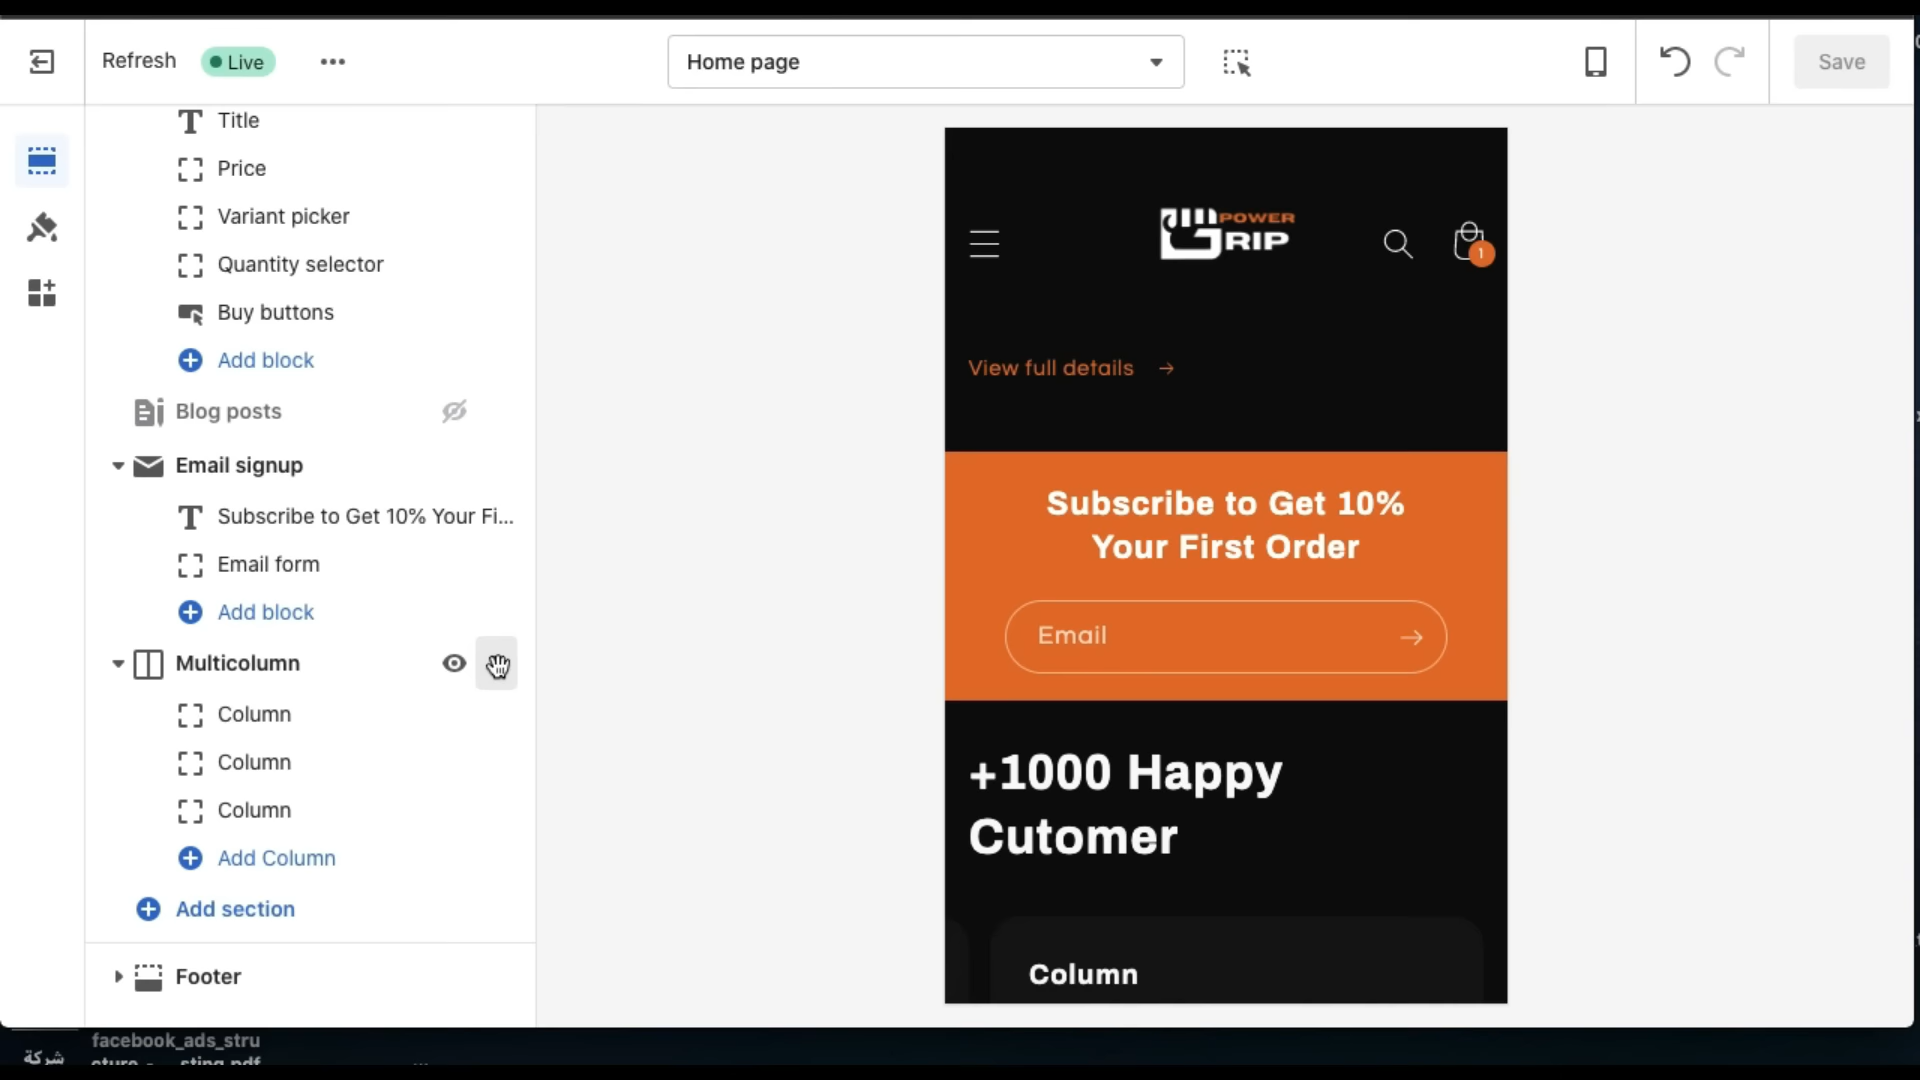 Refresh
Live
Home page
Save
Title
Price
Variant picker
Quantity selector
Buy buttons
Add block
Blog posts
Email signup
Subscribe to Get 10% Your Fi...
Email form
Add block
Multicolumn
Column
Column
Column
Add Column
Add section
Footer
POWER
GRIP
1
View full details →
Subscribe to Get 10%
Your First Order
Email
+1000 Happy
Cutomer
Column
facebook_ads_stru
شركة